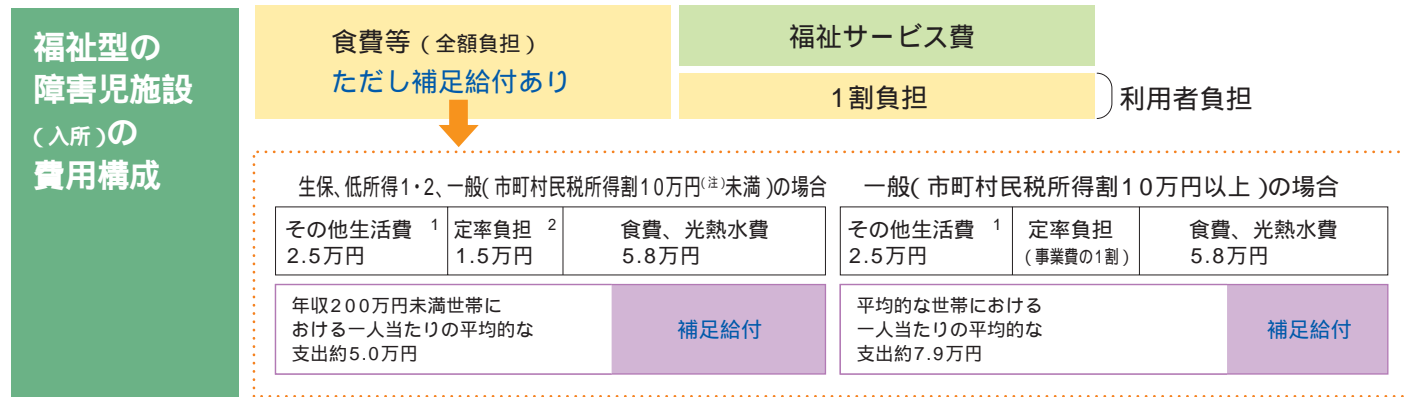 福祉型の
障害児施設
(入所)の
費用構成
食費等(全額負担)
ただし補足給付あり
福祉サービス費
1割負担
利用者負担
生保、低所得1・2、一般(市町村民税所得割10万円(注)未満)の場合
その他生活費 1
2.5万円
定率負担 2
1.5万円
食費、光熱水費
5.8万円
年収200万円未満世帯に
おける一人当たりの平均的な
支出約5.0万円
補足給付
一般(市町村民税所得割10万円以上)の場合
その他生活費 1
2.5万円
定率負担
(事業費の1割)
食費、光熱水費
5.8万円
平均的な世帯における
一人当たりの平均的な
支出約7.9万円
補足給付